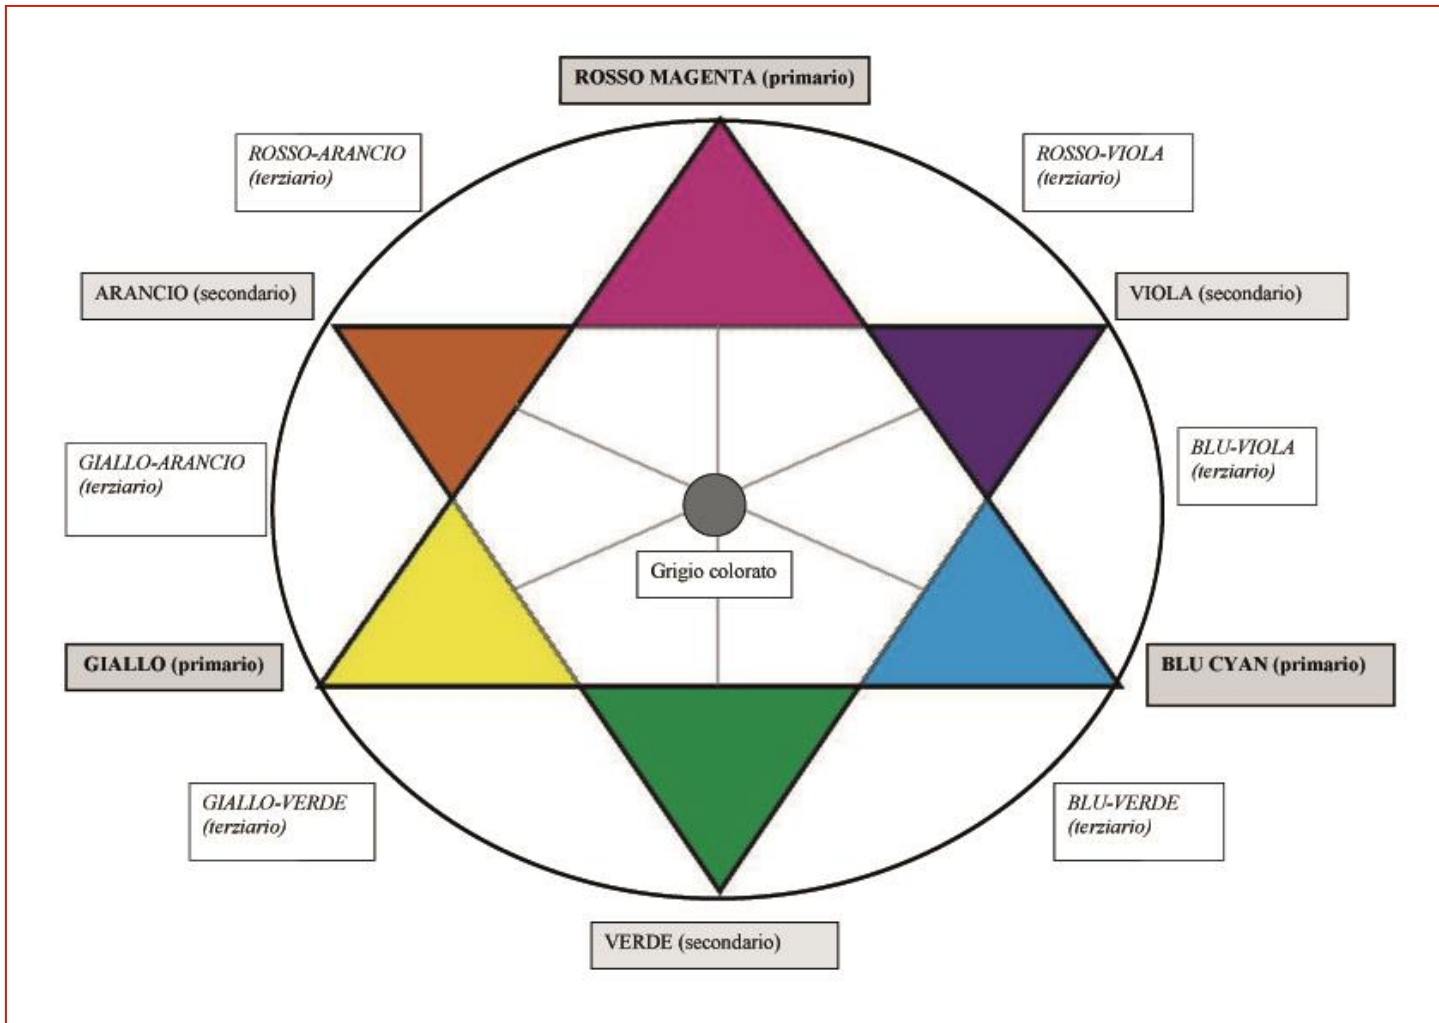 ROSSO MAGENTA (primario)
ROSSO-ARANCIO
(terziario)
ROSSO-VIOLA
(terziario)
ARANCIO (secondario)
VIOLA (secondario)
GIALLO-ARANCIO
(terziario)
BLU-VIOLA
(terziario)
Grigio colorato
GIALLO (primario)
BLU CYAN (primario)
GIALLO-VERDE
(terziario)
BLU-VERDE
(terziario)
VERDE (secondario)